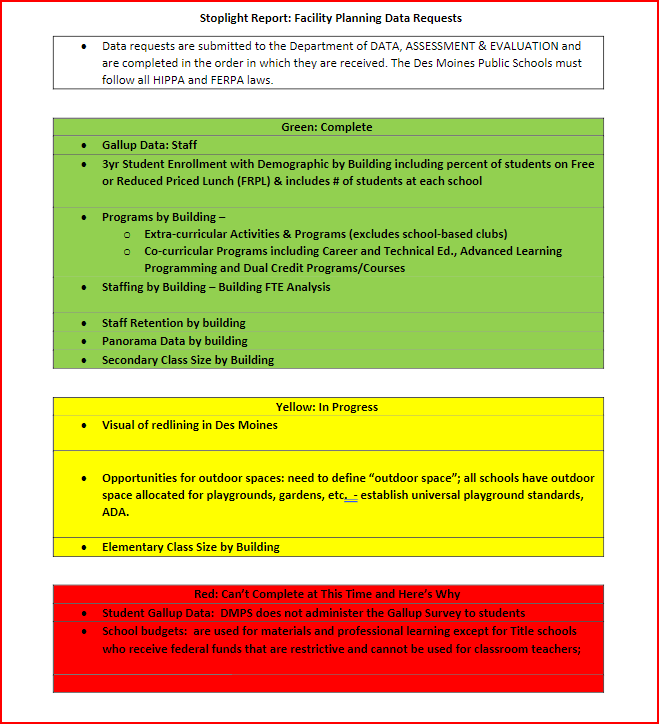 Stoplight Report: Facility Planning Data Requests
• Data requests are submitted to the Department of DATA, ASSESSMENT & EVALUATION and
are completed in the order in which they are received. The Des Moines Public Schools must
follow all HIPPA and FERPA laws.
Green: Complete
• Gallup Data: Staff
• 3yr Student Enrollment with Demographic by Building including percent of students on Free
or Reduced Priced Lunch (FRPL) & includes # of students at each school
• Programs by Building –
o Extra-curricular Activities & Programs (excludes school-based clubs)
o Co-curricular Programs including Career and Technical Ed., Advanced Learning
Programming and Dual Credit Programs/Courses
• Staffing by Building – Building FTE Analysis
• Staff Retention by building
• Panorama Data by building
• Secondary Class Size by Building
Yellow: In Progress
• Visual of redlining in Des Moines
• Opportunities for outdoor spaces: need to define “outdoor space”; all schools have outdoor
space allocated for playgrounds, gardens, etc. - establish universal playground standards,
ADA.
• Elementary Class Size by Building
Red: Can’t Complete at This Time and Here’s Why
• Student Gallup Data: DMPS does not administer the Gallup Survey to students
• School budgets: are used for materials and professional learning except for Title schools
who receive federal funds that are restrictive and cannot be used for classroom teachers;